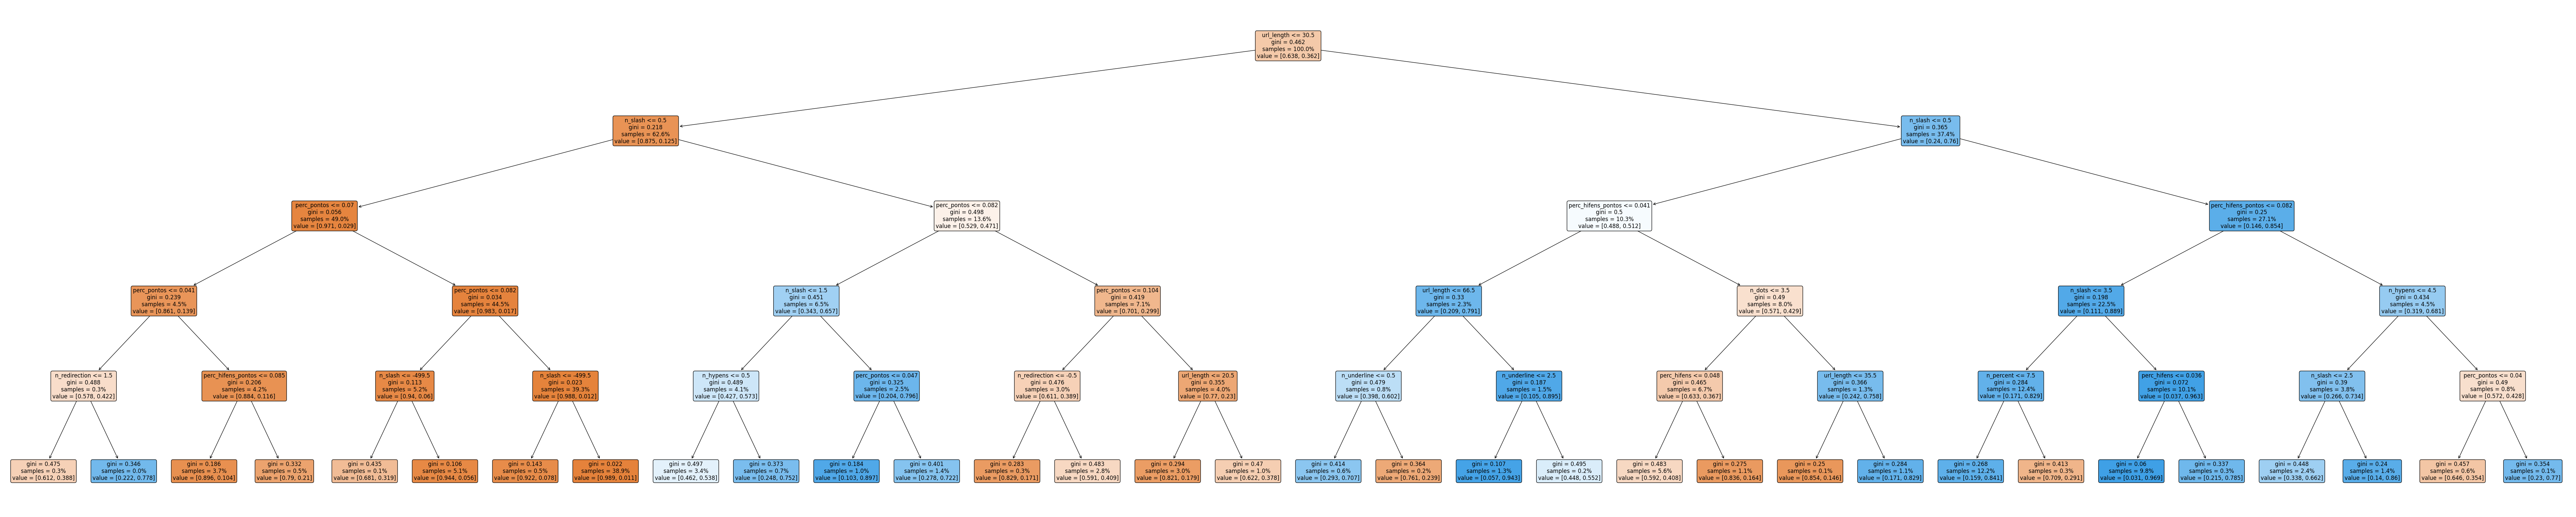 url_length <= 30.5
gini = 0.462
samples = 100.0%
value = [0.638, 0.362]
n_slash <= 0.5
gini = 0.218
samples = 62.6%
value = [0.875, 0.125]
n_slash <= 0.5
gini = 0.365
samples = 37.4%
value = [0.24, 0.76]
perc_pontos <= 0.07
gini = 0.056
samples = 49.0%
value = [0.971, 0.029]
perc_pontos <= 0.082
gini = 0.498
samples = 13.6%
value = [0.529, 0.471]
perc_hifens_pontos <= 0.041
gini = 0.5
samples = 10.3%
value = [0.488, 0.512]
perc_hifens_pontos <= 0.082
gini = 0.25
samples = 27.1%
value = [0.146, 0.854]
perc_pontos <= 0.041
gini = 0.239
samples = 4.5%
value = [0.861, 0.139]
perc_pontos <= 0.082
gini = 0.034
samples = 44.5%
value = [0.983, 0.017]
n_slash <= 1.5
gini = 0.451
samples = 6.5%
value = [0.343, 0.657]
perc_pontos <= 0.104
gini = 0.419
samples = 7.1%
value = [0.701, 0.299]
url_length <= 66.5
gini = 0.33
samples = 2.3%
value = [0.209, 0.791]
n_dots <= 3.5
gini = 0.49
samples = 8.0%
value = [0.571, 0.429]
n_slash <= 3.5
gini = 0.198
samples = 22.5%
value = [0.111, 0.889]
n_hypens <= 4.5
gini = 0.434
samples = 4.5%
value = [0.319, 0.681]
n_redirection <= 1.5
gini = 0.488
samples = 0.3%
value = [0.578, 0.422]
perc_hifens_pontos <= 0.085
gini = 0.206
samples = 4.2%
value = [0.884, 0.116]
n_slash <= -499.5
gini = 0.113
samples = 5.2%
value = [0.94, 0.06]
n_slash <= -499.5
gini = 0.023
samples = 39.3%
value = [0.988, 0.012]
n_hypens <= 0.5
gini = 0.489
samples = 4.1%
value = [0.427, 0.573]
perc_pontos <= 0.047
gini = 0.325
samples = 2.5%
value = [0.204, 0.796]
n_redirection <= -0.5
gini = 0.476
samples = 3.0%
value = [0.611, 0.389]
url_length <= 20.5
gini = 0.355
samples = 4.0%
value = [0.77, 0.23]
n_underline <= 0.5
gini = 0.479
samples = 0.8%
value = [0.398, 0.602]
n_underline <= 2.5
gini = 0.187
samples = 1.5%
value = [0.105, 0.895]
perc_hifens <= 0.048
gini = 0.465
samples = 6.7%
value = [0.633, 0.367]
url_length <= 35.5
gini = 0.366
samples = 1.3%
value = [0.242, 0.758]
n_percent <= 7.5
gini = 0.284
samples = 12.4%
value = [0.171, 0.829]
perc_hifens <= 0.036
gini = 0.072
samples = 10.1%
value = [0.037, 0.963]
n_slash <= 2.5
gini = 0.39
samples = 3.8%
value = [0.266, 0.734]
perc_pontos <= 0.04
gini = 0.49
samples = 0.8%
value = [0.572, 0.428]
gini = 0.475
samples = 0.3%
value = [0.612, 0.388]
gini = 0.346
samples = 0.0%
value = [0.222, 0.778]
gini = 0.186
samples = 3.7%
value = [0.896, 0.104]
gini = 0.332
samples = 0.5%
value = [0.79, 0.21]
gini = 0.435
samples = 0.1%
value = [0.681, 0.319]
gini = 0.106
samples = 5.1%
value = [0.944, 0.056]
gini = 0.143
samples = 0.5%
value = [0.922, 0.078]
gini = 0.022
samples = 38.9%
value = [0.989, 0.011]
gini = 0.497
samples = 3.4%
value = [0.462, 0.538]
gini = 0.373
samples = 0.7%
value = [0.248, 0.752]
gini = 0.184
samples = 1.0%
value = [0.103, 0.897]
gini = 0.401
samples = 1.4%
value = [0.278, 0.722]
gini = 0.283
samples = 0.3%
value = [0.829, 0.171]
gini = 0.483
samples = 2.8%
value = [0.591, 0.409]
gini = 0.294
samples = 3.0%
value = [0.821, 0.179]
gini = 0.47
samples = 1.0%
value = [0.622, 0.378]
gini = 0.414
samples = 0.6%
value = [0.293, 0.707]
gini = 0.364
samples = 0.2%
value = [0.761, 0.239]
gini = 0.107
samples = 1.3%
value = [0.057, 0.943]
gini = 0.495
samples = 0.2%
value = [0.448, 0.552]
gini = 0.483
samples = 5.6%
value = [0.592, 0.408]
gini = 0.275
samples = 1.1%
value = [0.836, 0.164]
gini = 0.25
samples = 0.1%
value = [0.854, 0.146]
gini = 0.284
samples = 1.1%
value = [0.171, 0.829]
gini = 0.268
samples = 12.2%
value = [0.159, 0.841]
gini = 0.413
samples = 0.3%
value = [0.709, 0.291]
gini = 0.06
samples = 9.8%
value = [0.031, 0.969]
gini = 0.337
samples = 0.3%
value = [0.215, 0.785]
gini = 0.448
samples = 2.4%
value = [0.338, 0.662]
gini = 0.24
samples = 1.4%
value = [0.14, 0.86]
gini = 0.457
samples = 0.6%
value = [0.646, 0.354]
gini = 0.354
samples = 0.1%
value = [0.23, 0.77]